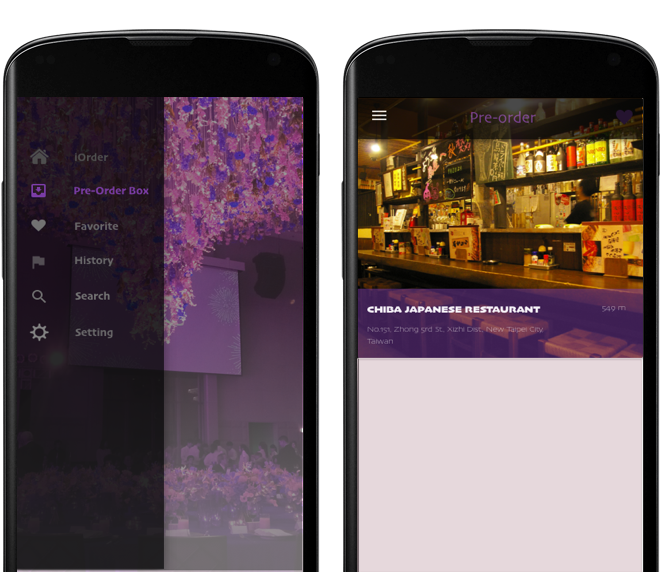 IOrder
Pre-Order Box
Favorite
History
Search
Setting
Pre-order
CHIBA JAPANESE RESTAURANT
549 m
No.151, Zhong 3rd St., Xizhi Dist, New Taipei City
Taiwan